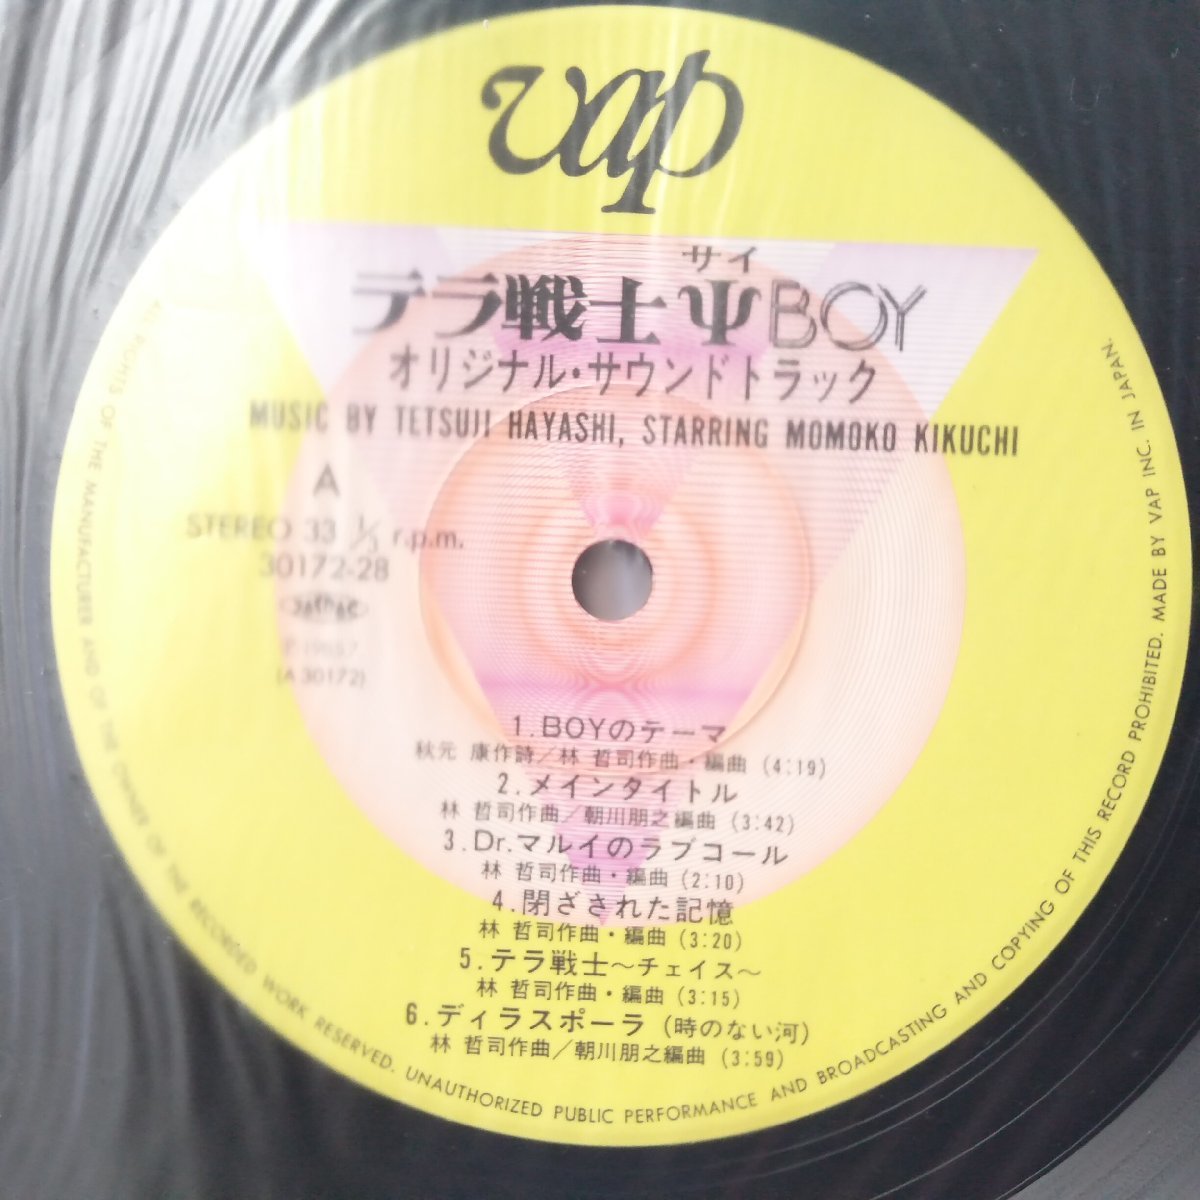 vap
サイ
テラ戦士ΨBOY
オリジナル・サウンドトラック
MUSIC BY TETSUJI HAYASHI, STARRING MOMOKO KIKUCHI
A
STEREO 33 1/3 r.p.m.
30172-28
(A 30172)
1.BOYのテーマ
秋元 康作詩/林 哲司作曲・編曲 (4:19)
2.メインタイトル
林 哲司作曲/朝川朋之編曲 (3:42)
3.Dr.マルイのラブコール
林 哲司作曲・編曲 (2:10)
4.閉ざされた記憶
林 哲司作曲・編曲 (3:20)
5.テラ戦士〜チェイス〜
林 哲司作曲・編曲 (3:15)
6.ディラスポーラ (時のない河)
林 哲司作曲/朝川朋之編曲 (3:59)
ALL RIGHTS OF THE MANUFACTURER AND OF THE OWNER OF THE RECORDED WORK RESERVED. UNAUTHORIZED PUBLIC PERFORMANCE AND BROADCASTING AND COPYING OF THIS RECORD PROHIBITED. MADE BY VAP INC. IN JAPAN.